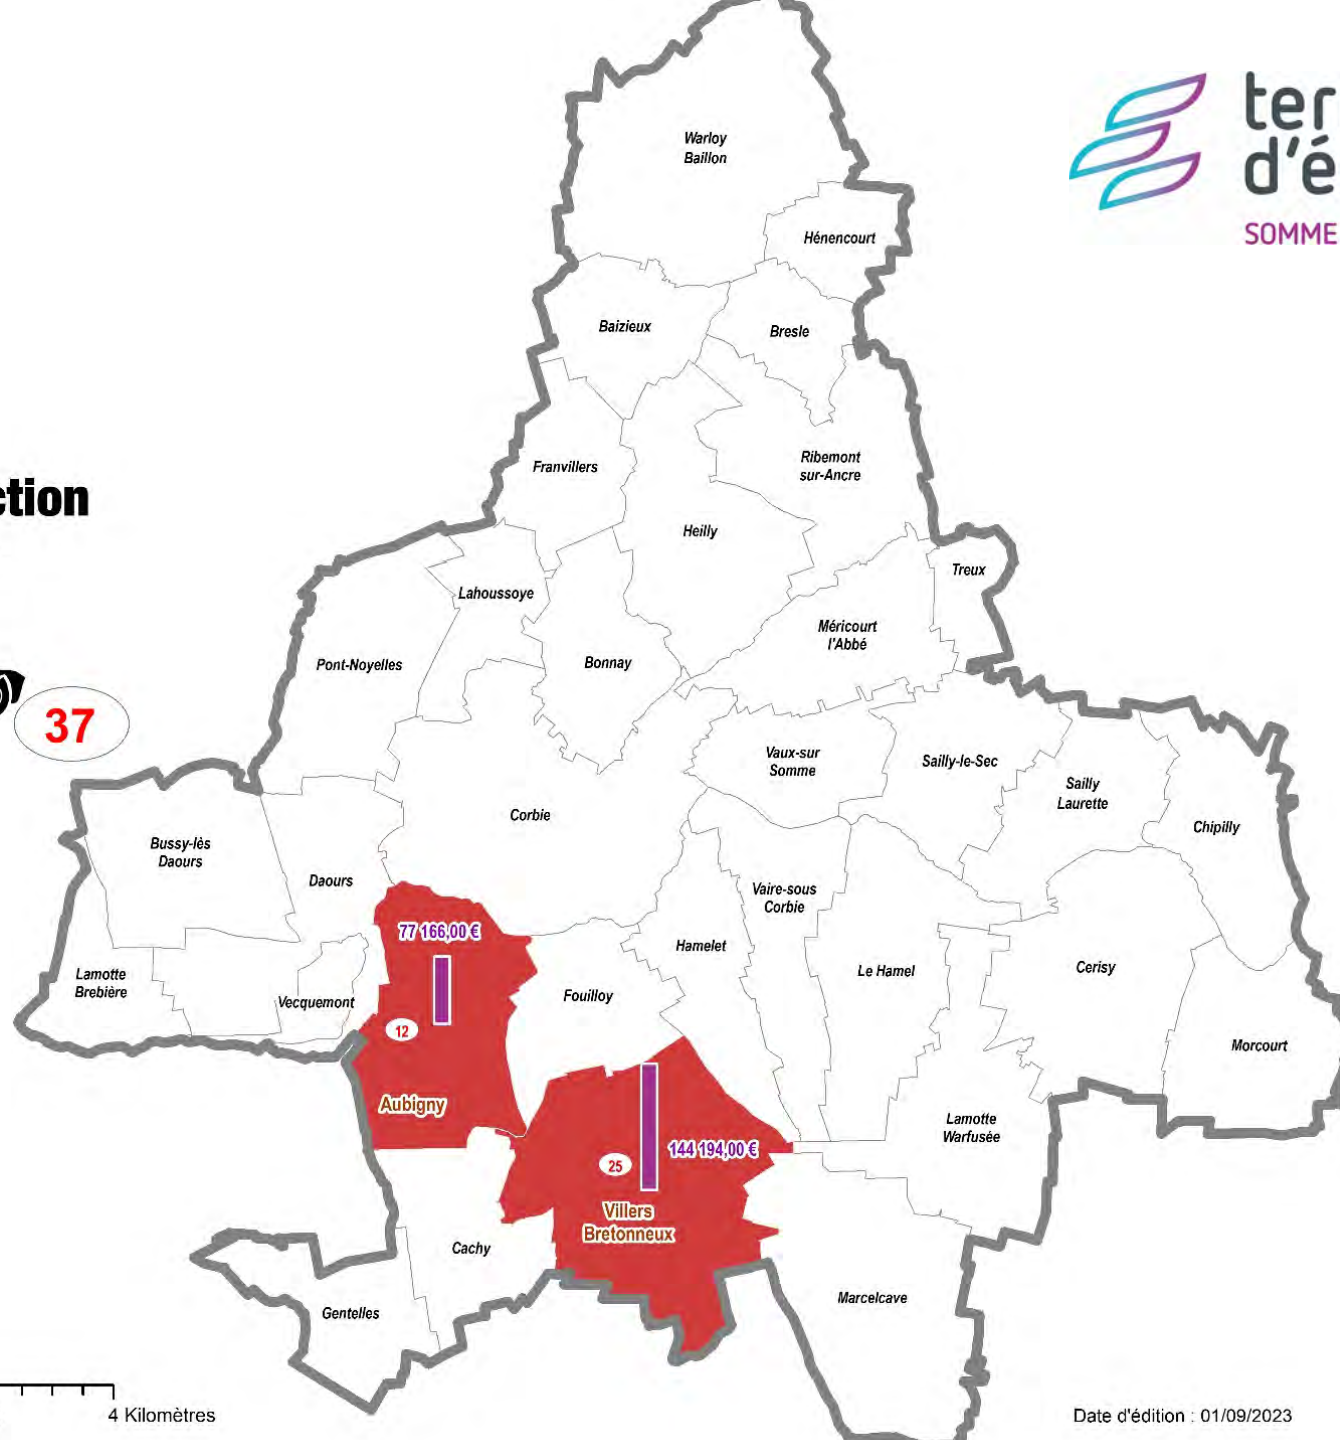 ter
d'é
SOMME
Warloy
Baillon
Hénencourt
Baizieux
Bresle
Franvillers
Ribemont
sur-Ancre
ction
Heilly
Treux
Lahoussoye
Méricourt
l'Abbé
Pont-Noyelles
Bonnay
37
Vaux-sur
Somme
Sailly-le-Sec
Sailly
Laurette
Corbie
Chipilly
Bussy-lès
Daours
Daours
Vaire-sous
Corbie
77 166,00 €
Hamelet
Le Hamel
Cerisy
Lamotte
Brebière
Vecquemont
Fouilloy
12
Morcourt
Aubigny
Lamotte
Warfusée
144 194,00 €
25
Villers
Bretonneux
Cachy
Marcelcave
Gentelles
4 Kilomètres
Date d'édition : 01/09/2023